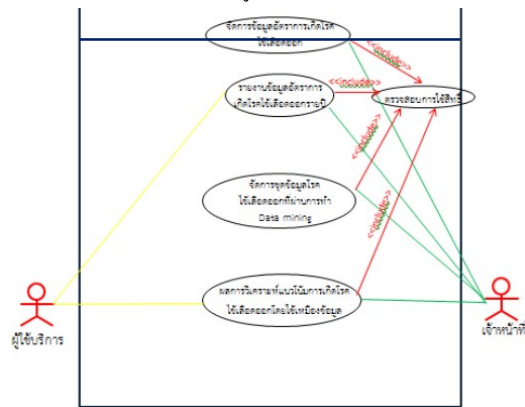 จัดการข้อมูลอัตราการเกิดโรค
ไข้เลือดออก
<<include>>
รายงานข้อมูลอัตราการ
เกิดโรคไข้เลือดออกรายปี
<<include>>
ตรวจสอบการใช้สิทธิ์
<<include>>
จัดการชุดข้อมูลโรค
ไข้เลือดออกที่ผ่านการทำ
Data mining
<<include>>
ผลการวิเคราะห์แนวโน้มการเกิดโรค
ไข้เลือดออกโดยใช้เหมืองข้อมูล
ผู้ใช้บริการ
เจ้าหน้าที่